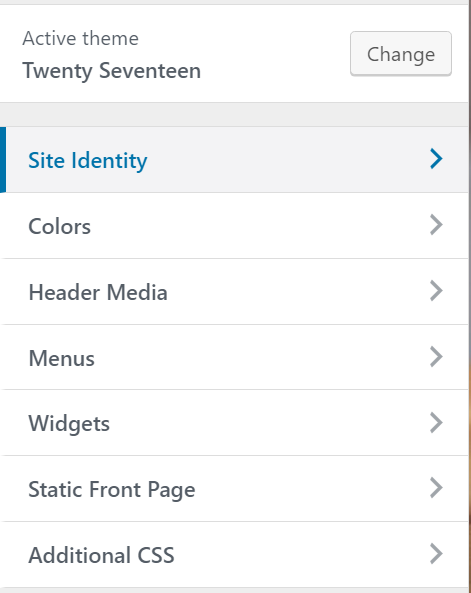 Active theme
Twenty Seventeen
Change
Site Identity
Colors
Header Media
Menus
Widgets
Static Front Page
Additional CSS